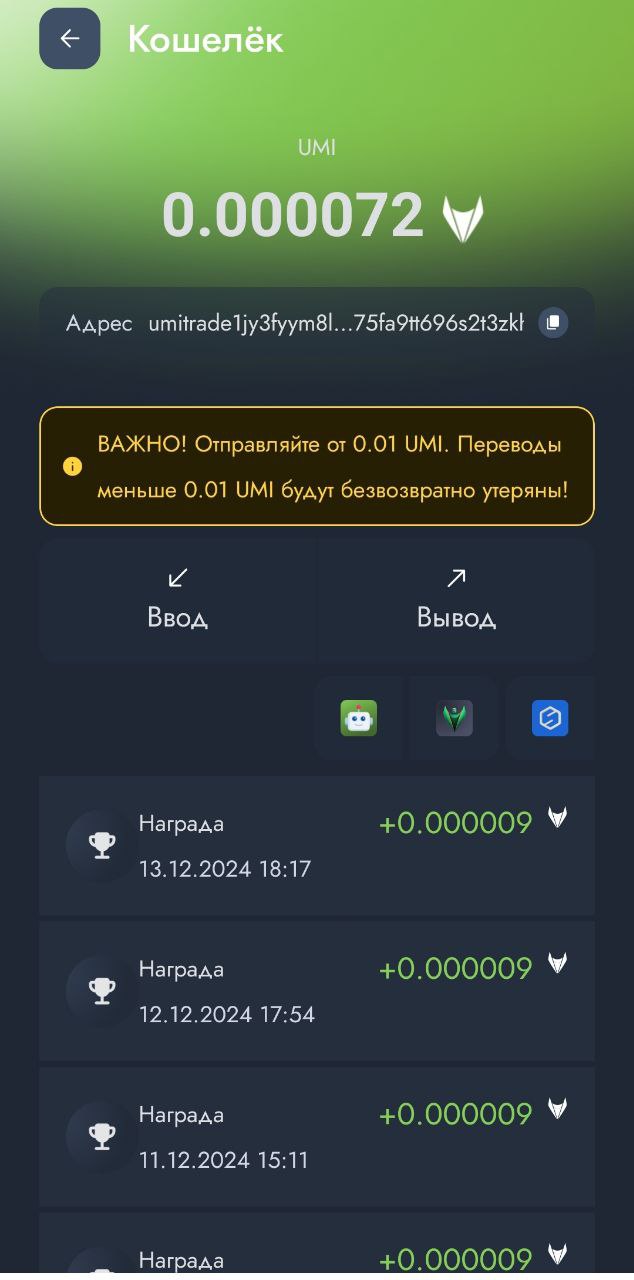 Кошелёк
UMI
0.000072
Адрес umitrade1jy3fyym8l...75fa9tt696s2t3zkh
ВАЖНО! Отправляйте от 0.01 UMI. Переводы
меньше 0.01 UMI будут безвозвратно утеряны!
Ввод
Вывод
Награда +0.000009
13.12.2024 18:17
Награда +0.000009
12.12.2024 17:54
Награда +0.000009
11.12.2024 15:11
Награда +0.000009